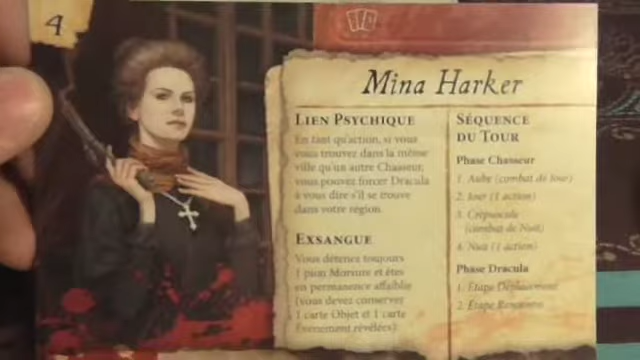 4
Mina Harker
Lien Psychique
En tant qu'action, si vous
vous trouvez dans la même
ville qu'un autre Chasseur,
vous pouvez forcer Dracula
à vous dire s'il se trouve
dans votre région.
Exsangue
Vous détenez toujours
1 pion Morsure et êtes
en permanence affaiblie
(vous devez conserver
1 carte Objet et 1 carte
Événement révélées).
Séquence
du Tour
Phase Chasseur
1. Aube (combat de Jour)
2. Jour (1 action)
3. Crépuscule
(combat de Nuit)
4. Nuit (1 action)
Phase Dracula
1. Étape Déplacement
2. Étape Rencontre